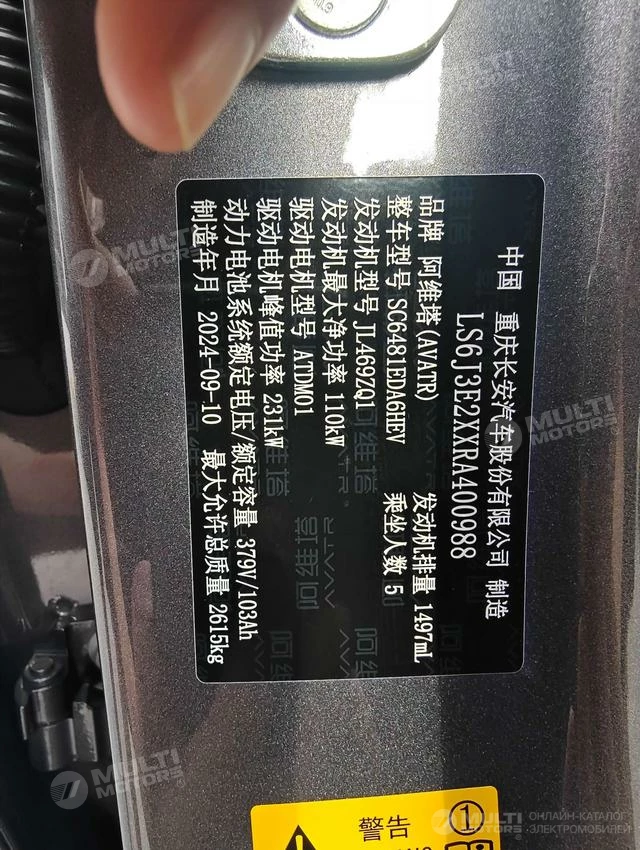 中国 重庆长安汽车股份有限公司 制造
LS6J3E2XXRA400988
品牌 阿维塔(AVATR) 发动机排量 1497mL
整车型号 SC6481EDA6HEV 乘坐人数 5
发动机型号 JL469ZQ1
发动机最大净功率 110kW
驱动电机型号 ATDM01
驱动电机峰值功率 231kW
动力电池系统额定电压/额定容量 379V/103Ah
制造年月 2024-09-10 最大允许总质量 2615kg
警告
1
MULTI MOTORS
MULTI MOTORS
MULTI MOTORS
MULTI MOTORS
ОНЛАЙН-КАТАЛОГ
ЭЛЕКТРОМОБИЛЕЙ